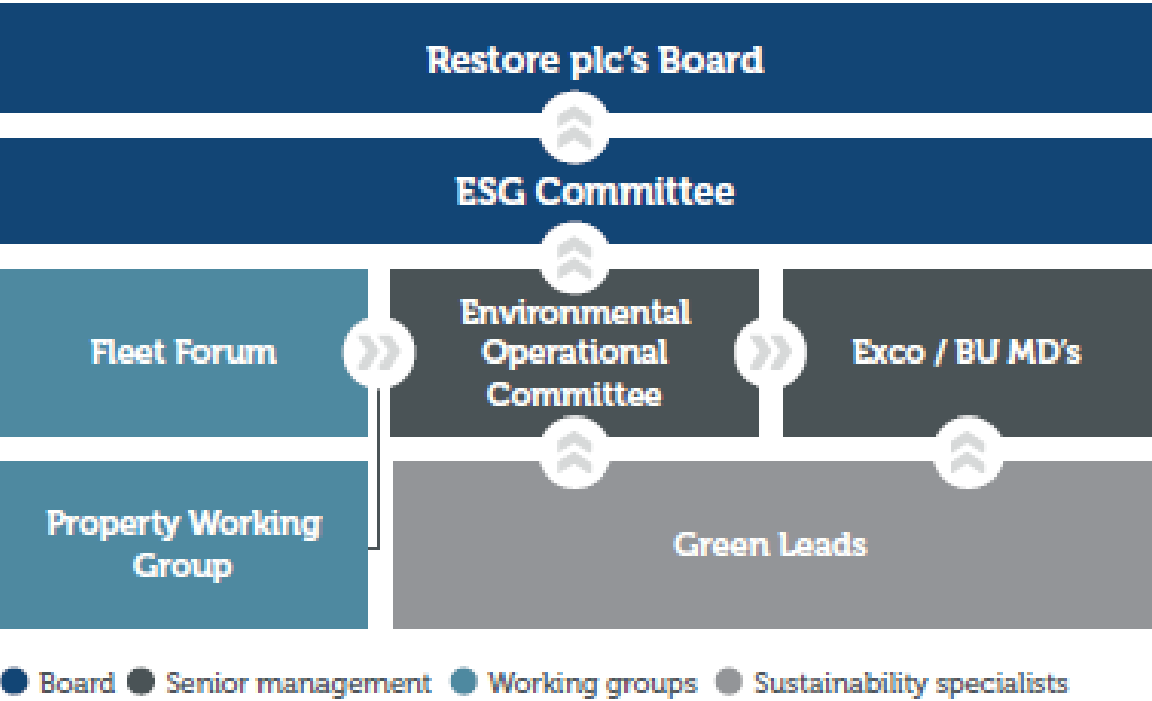 Restore plc's Board
ESG Committee
Fleet Forum
Environmental
Operational
Committee
Exco / BU MD's
Property Working
Group
Green Leads
Board
Senior management
Working groups
Sustainability specialists